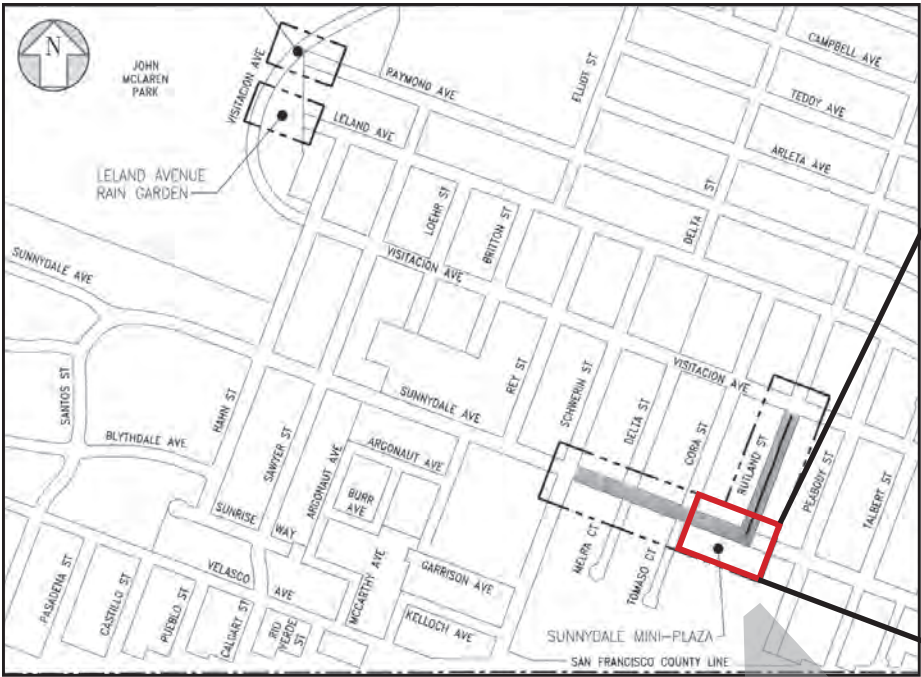 N
JOHN
MCLAREN
PARK
VISITACION AVE
RAYMOND AVE
LELAND AVE
ELLIOT ST
CAMPBELL AVE
TEDDY AVE
ARLETA AVE
LELAND AVENUE
RAIN GARDEN
LOEHR ST
BRITTON ST
DELTA ST
SUNNYDALE AVE
VISITACION AVE
SANTOS ST
HAHN ST
REY ST
SCHWERIN ST
VISITACION AVE
SUNNYDALE AVE
DELTA ST
CORA ST
RUTLAND ST
PEABODY ST
TALBERT ST
BLYTHDALE AVE
SAWYER ST
ARGONAUT AVE
ARGONAUT AVE
BURR
AVE
SUNRISE WAY
VELASCO AVE
MCCARTHY AVE
GARRISON AVE
KELLOCH AVE
MELRA CT
TOMASO CT
PASADENA ST
CASTILLO ST
PUEBLO ST
CALGART ST
RIO
VERDE
ST
SUNNYDALE MINI-PLAZA
SAN FRANCISCO COUNTY LINE